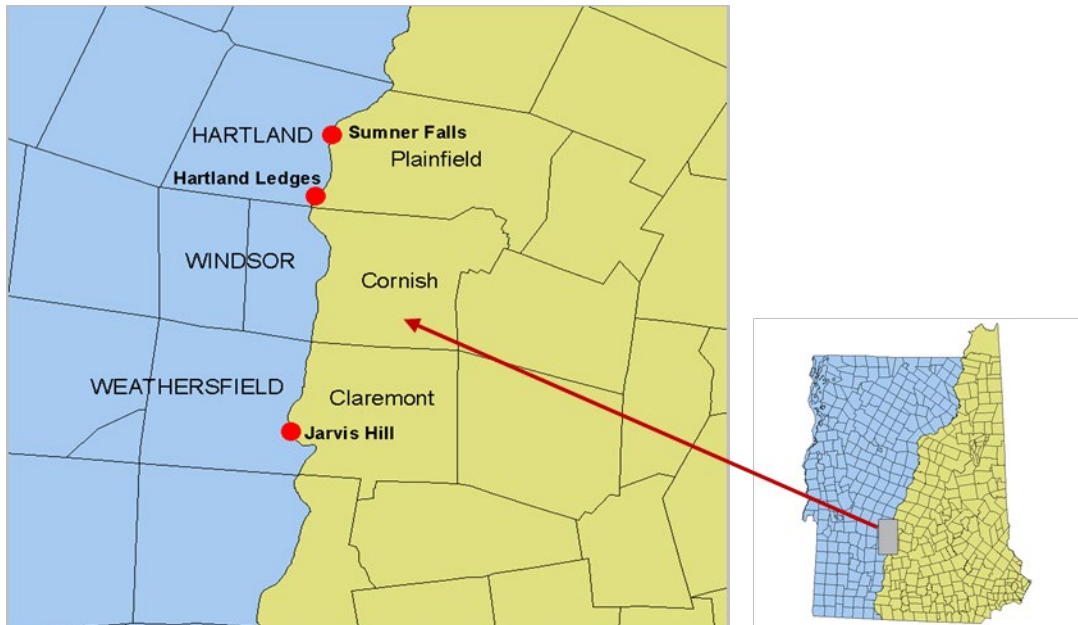 HARTLAND
Sumner Falls
Plainfield
Hartland Ledges
WINDSOR
Cornish
WEATHERSFIELD
Claremont
Jarvis Hill